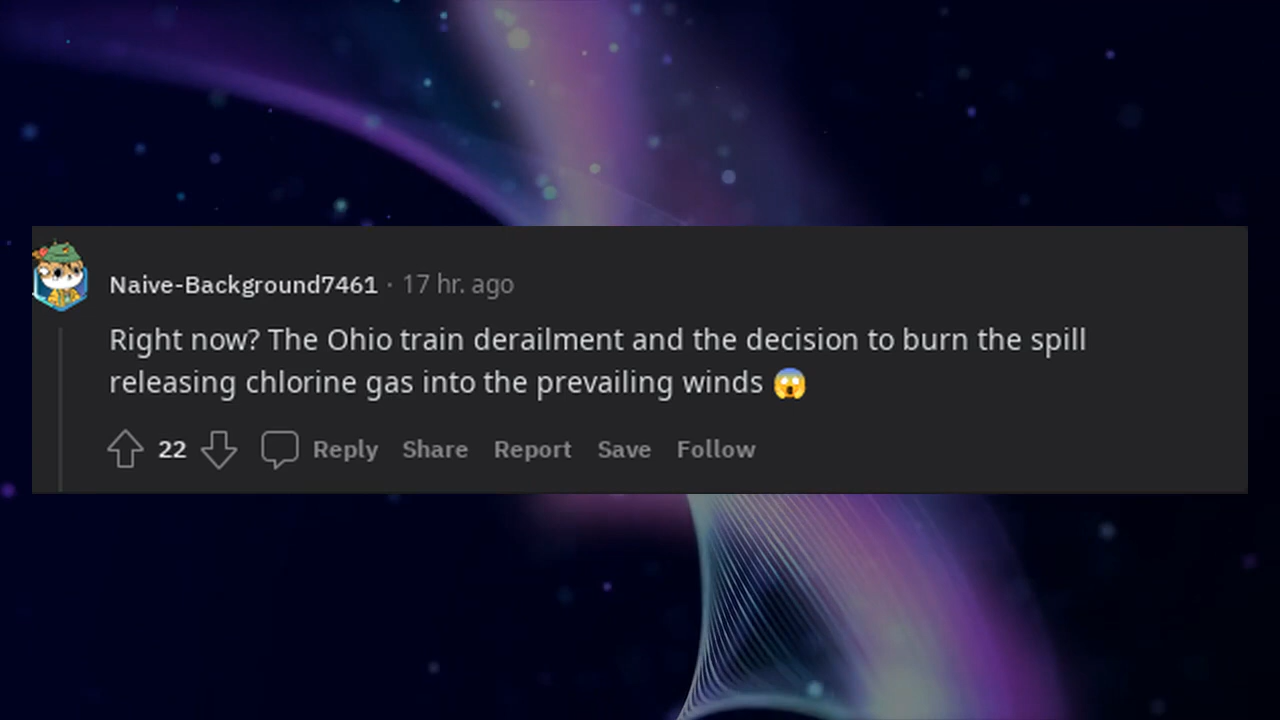 Naive-Background7461 · 17 hr. ago
Right now? The Ohio train derailment and the decision to burn the spill
releasing chlorine gas into the prevailing winds 😱
22 Reply Share Report Save Follow